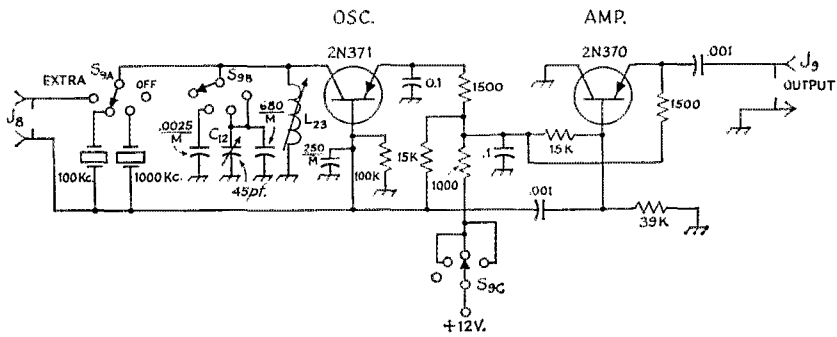 OSC.
AMP.
2N371
2N370
.001
J9
OUTPUT
S9A
EXTRA
OFF
S9B
J8
0.1
1500
1500
.0025
M
C12
680
M
L23
250
M
100K
15K
1000
.1
15K
100Kc.
1000Kc.
45pf.
.001
39K
S9C
+12V.